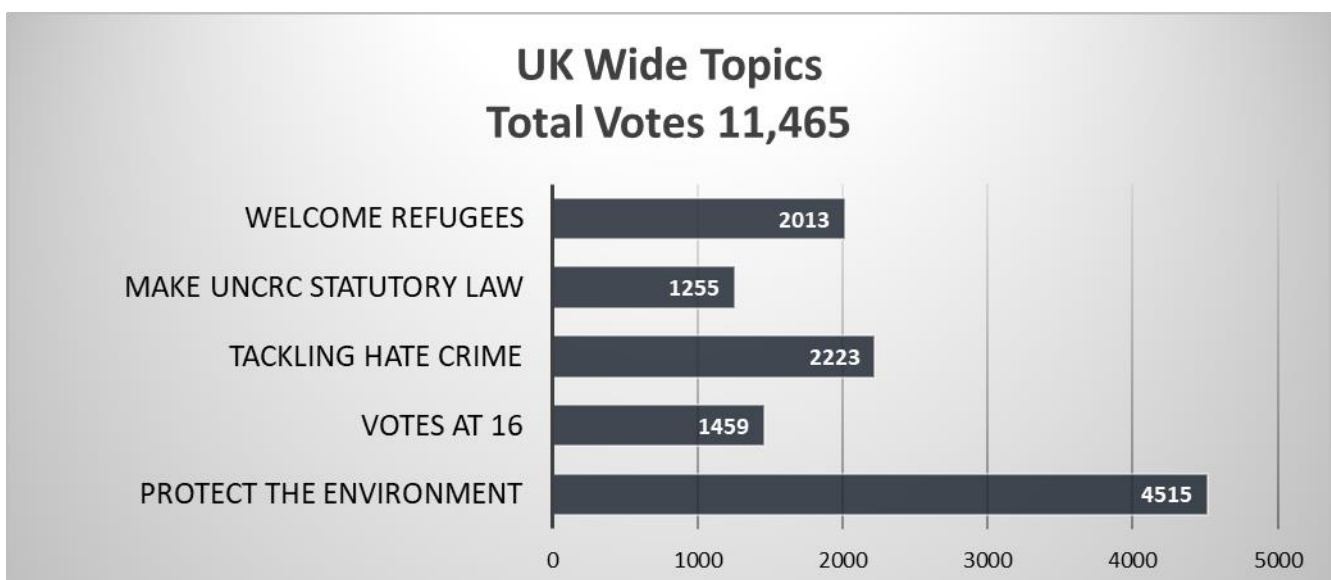 UK Wide Topics
Total Votes 11,465
WELCOME REFUGEES 2013
MAKE UNCRC STATUTORY LAW 1255
TACKLING HATE CRIME 2223
VOTES AT 16 1459
PROTECT THE ENVIRONMENT 4515
0 1000 2000 3000 4000 5000